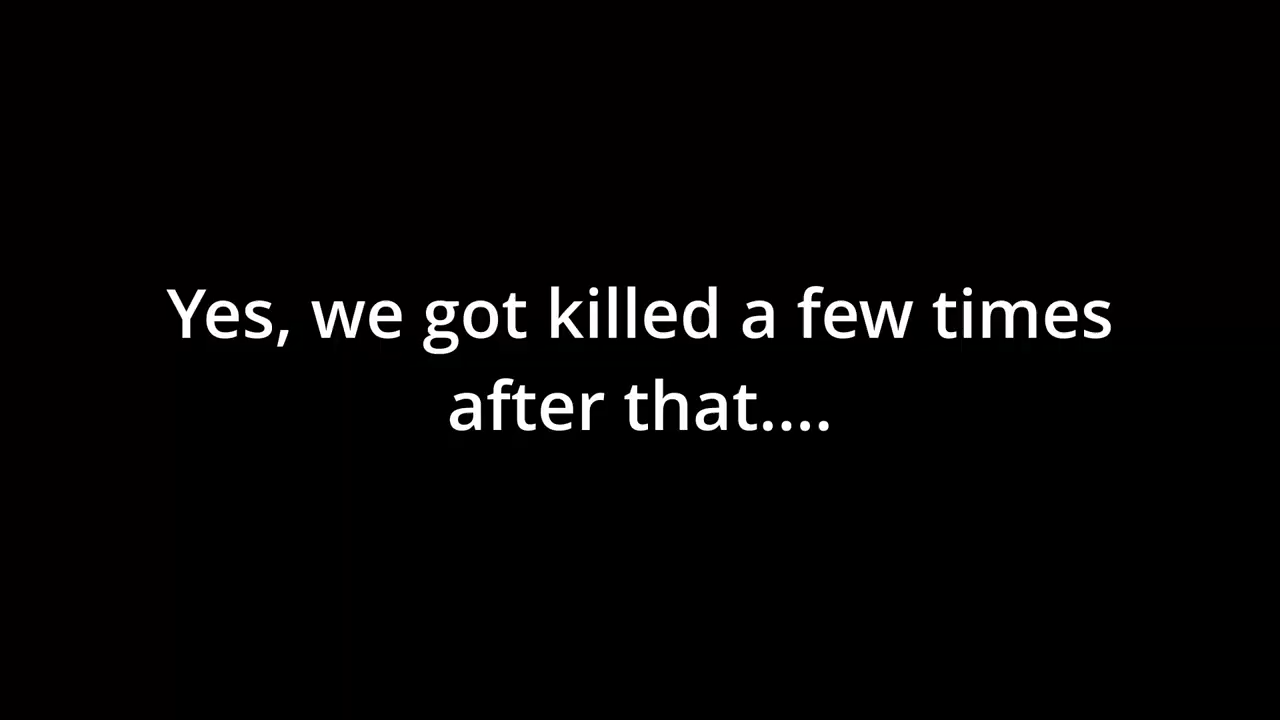 Yes, we got killed a few times
after that....